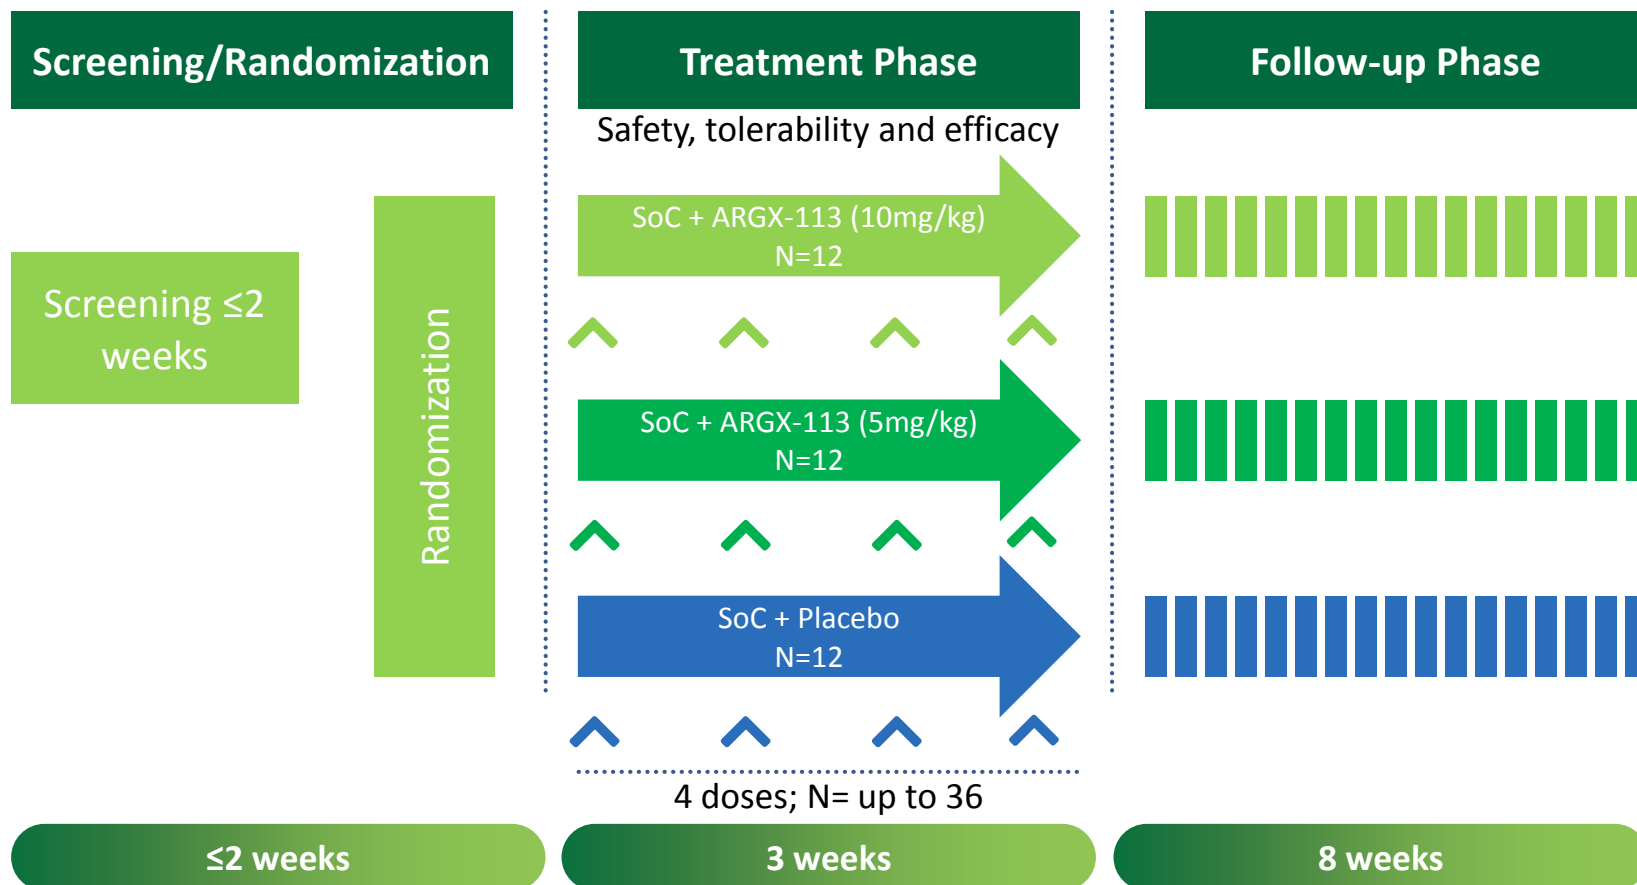 Screening/Randomization
Treatment Phase
Follow-up Phase
Safety, tolerability and efficacy
Screening ≤2
weeks
Randomization
SoC + ARGX-113 (10mg/kg)
N=12
SoC + ARGX-113 (5mg/kg)
N=12
SoC + Placebo
N=12
4 doses; N= up to 36
≤2 weeks
3 weeks
8 weeks